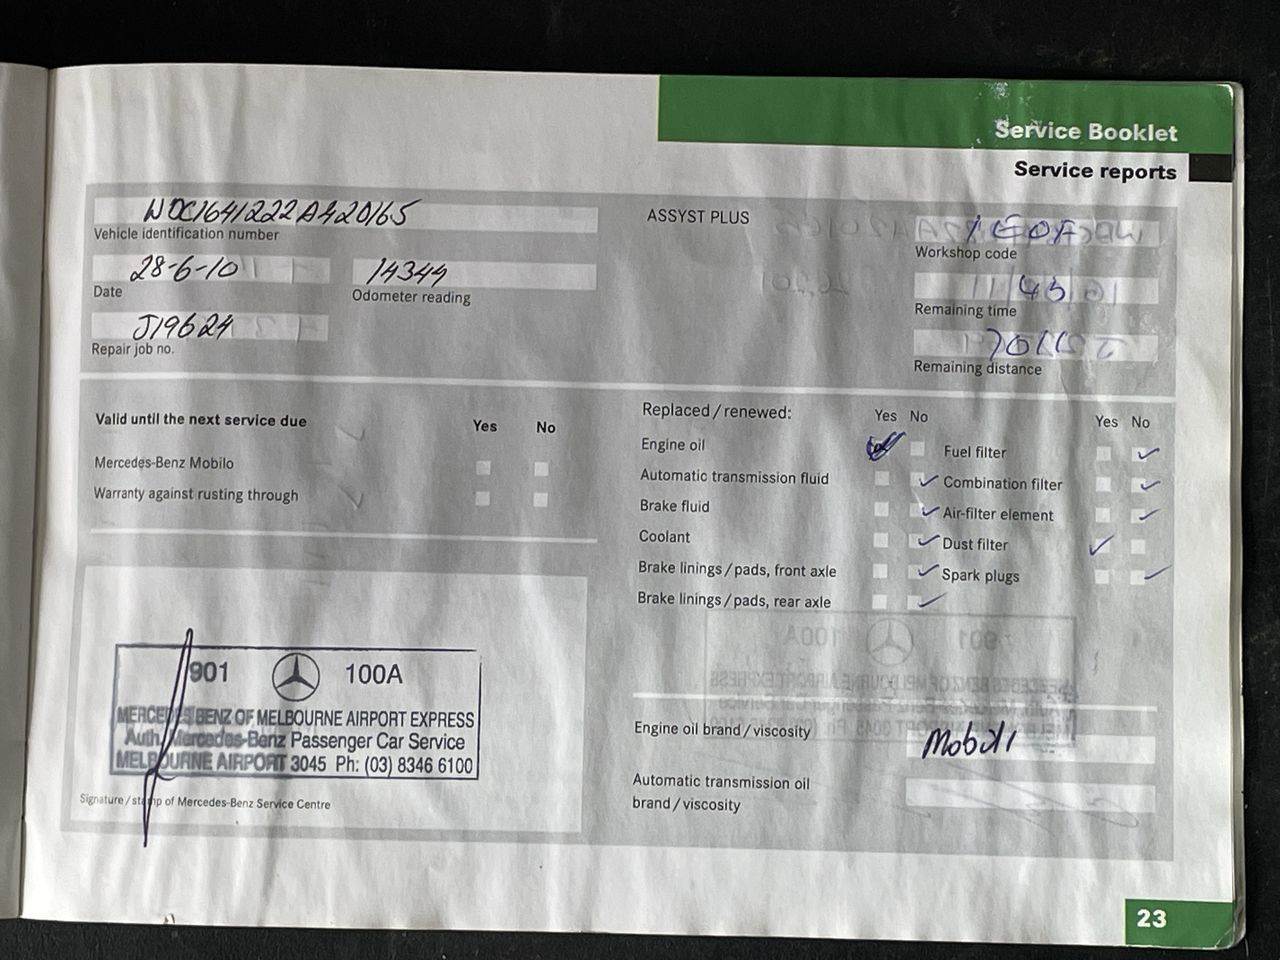 Service Booklet
Service reports
WDC1641222A420165
Vehicle identification number
28-6-10
Date
14344
Odometer reading
J19624
Repair job no.
ASSYST PLUS
Workshop code
45
Remaining time
Remaining distance
Valid until the next service due Yes No
Mercedes-Benz Mobilo
Warranty against rusting through
Replaced / renewed: Yes No Yes No
Engine oil Fuel filter
Automatic transmission fluid Combination filter
Brake fluid Air-filter element
Coolant Dust filter
Brake linings / pads, front axle Spark plugs
Brake linings / pads, rear axle
901 100A
MERCEDES BENZ OF MELBOURNE AIRPORT EXPRESS
Auth. Mercedes-Benz Passenger Car Service
MELBOURNE AIRPORT 3045 Ph: (03) 8346 6100
Signature / stamp of Mercedes-Benz Service Centre
Engine oil brand / viscosity
Mobil 1
Automatic transmission oil
brand / viscosity
23